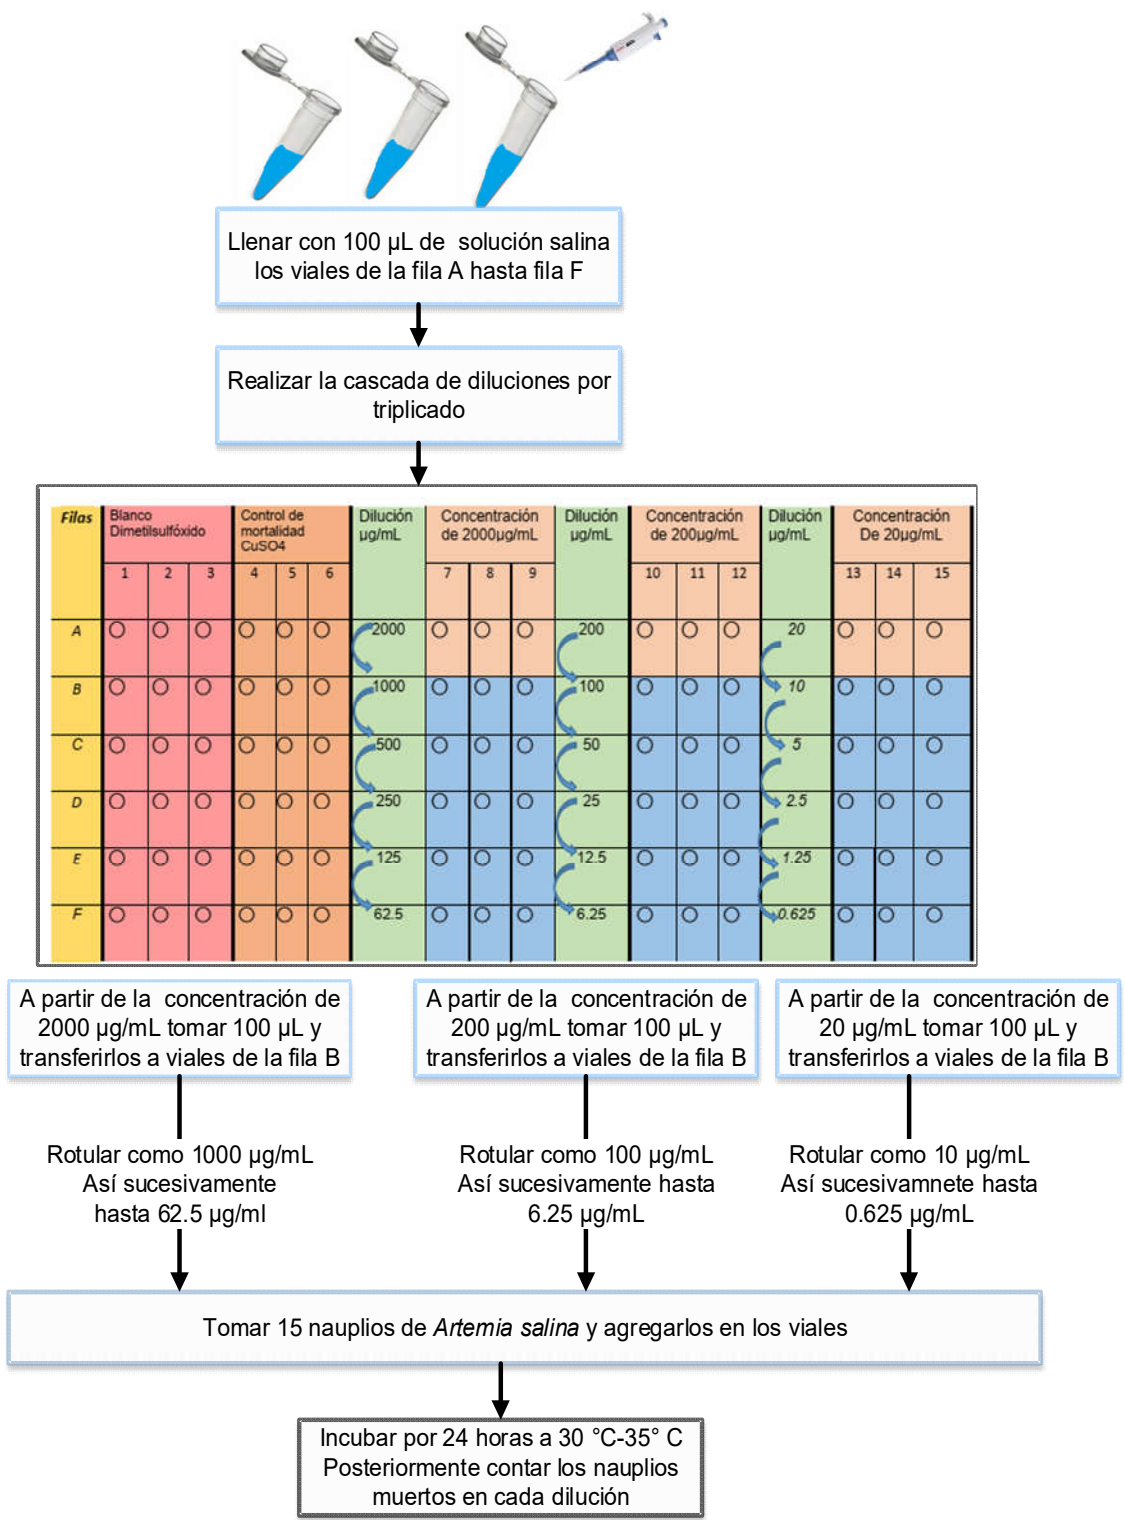 Llenar con 100 µL de  solución salina
los viales de la fila A hasta fila F
Realizar la cascada de diluciones por
triplicado
Filas
Blanco
Dimetilsulfóxido
Control de
mortalidad
CuSO4
Dilución
µg/mL
Concentración
de 2000µg/mL
Dilución
µg/mL
Concentración
de 200µg/mL
Dilución
µg/mL
Concentración
De 20µg/mL
1 2 3 4 5 6 7 8 9 10 11 12 13 14 15
A 2000 200 20
B 1000 100 10
C 500 50 5
D 250 25 2.5
E 125 12.5 1.25
F 62.5 6.25 0.625
A partir de la  concentración de
2000 µg/mL tomar 100 µL y
transferirlos a viales de la fila B
A partir de la  concentración de
200 µg/mL tomar 100 µL y
transferirlos a viales de la fila B
A partir de la  concentración de
20 µg/mL tomar 100 µL y
transferirlos a viales de la fila B
Rotular como 1000 µg/mL
Así sucesivamente
hasta 62.5 µg/ml
Rotular como 100 µg/mL
Así sucesivamente hasta
6.25 µg/mL
Rotular como 10 µg/mL
Así sucesivamnete hasta
0.625 µg/mL
Tomar 15 nauplios de Artemia salina y agregarlos en los viales
Incubar por 24 horas a 30 °C-35° C
Posteriormente contar los nauplios
muertos en cada dilución